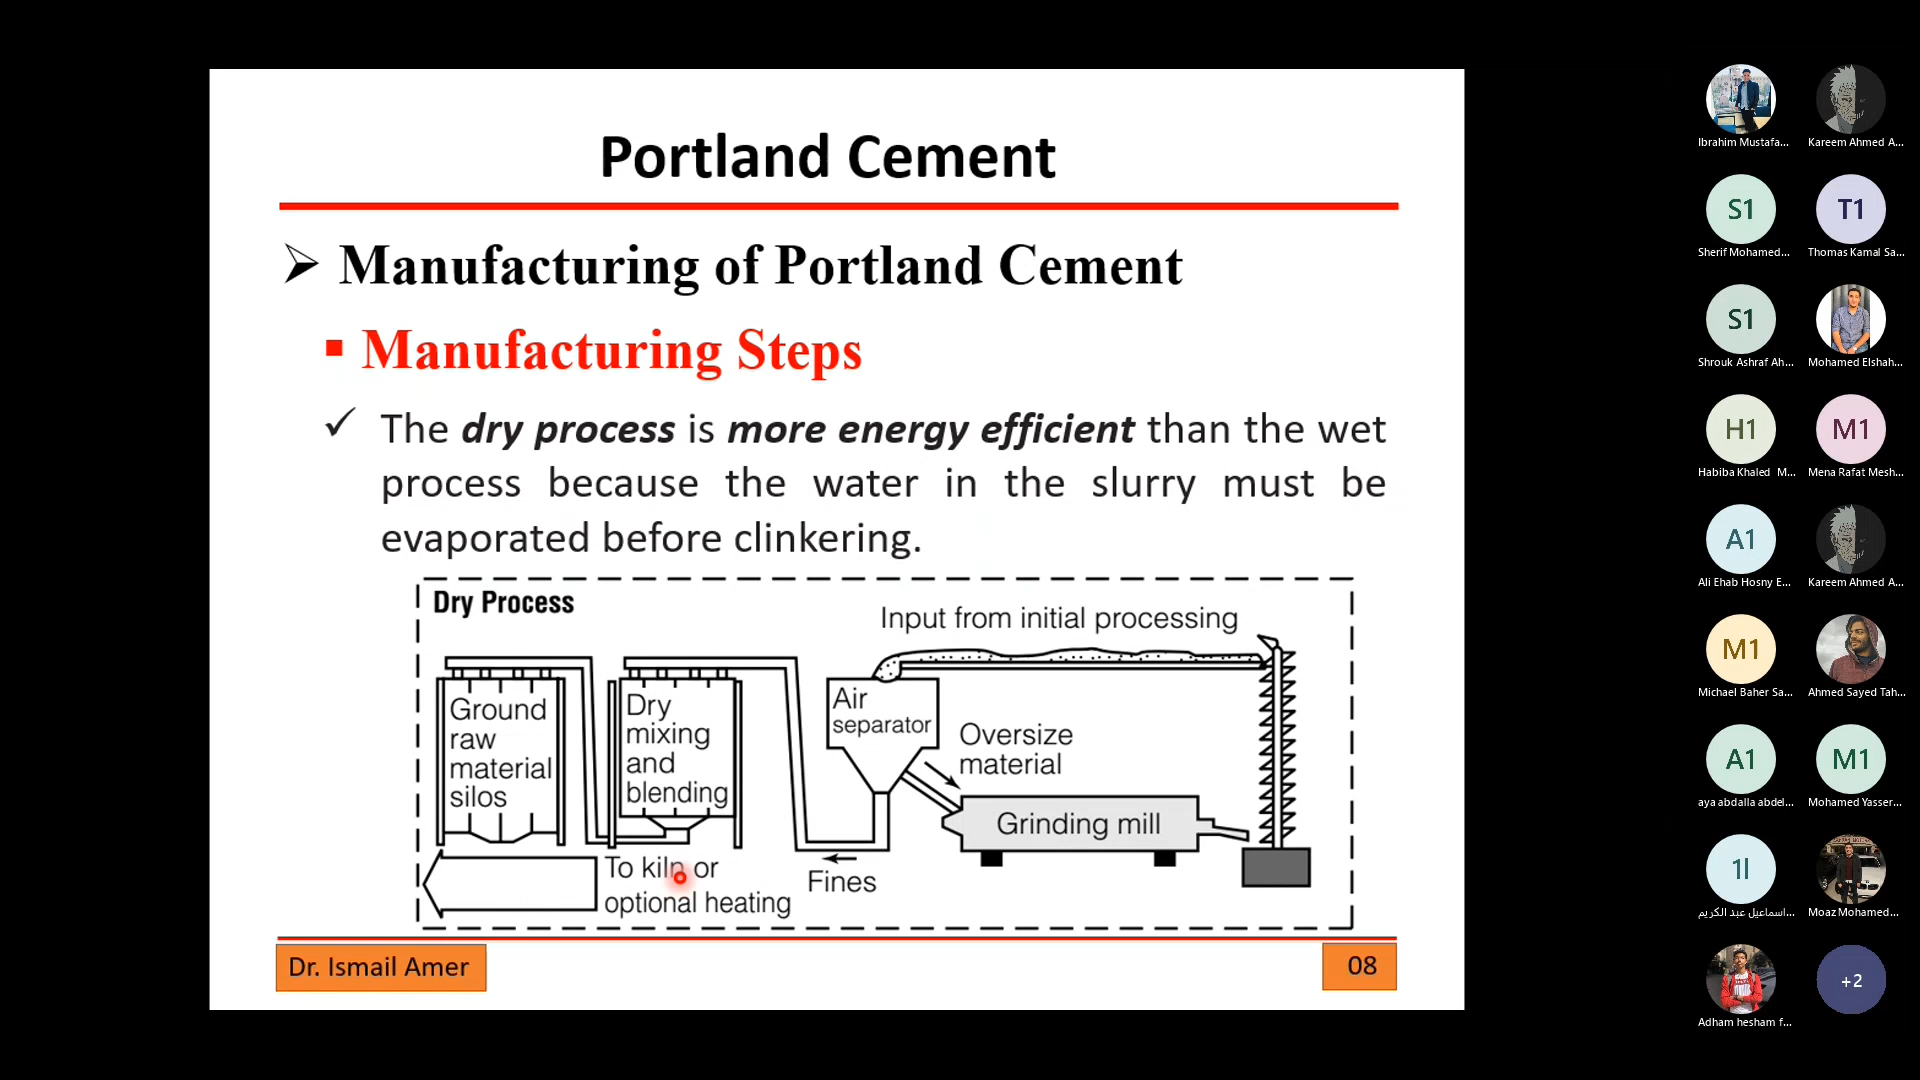 Portland Cement
➢ Manufacturing of Portland Cement
▪ Manufacturing Steps
✓ The dry process is more energy efficient than the wet
process because the water in the slurry must be
evaporated before clinkering.
Dry Process
Input from initial processing
Ground
raw
material
silos
Dry
mixing
and
blending
Air
separator
Oversize
material
Grinding mill
To kiln or
optional heating
Fines
Dr. Ismail Amer
08
Ibrahim Mustafa...
Kareem Ahmed A...
S1
T1
Sherif Mohamed...
Thomas Kamal Sa...
S1
Shrouk Ashraf Ah...
Mohamed Elshah...
H1
M1
Habiba Khaled M...
Mena Rafat Mesh...
A1
Ali Ehab Hosny E...
Kareem Ahmed A...
M1
Michael Baher Sa...
Ahmed Sayed Tah...
A1
M1
aya abdalla abdel...
Mohamed Yasser...
1ا
اسماعيل عبد الكريم...
Moaz Mohamed...
Adham hesham f...
+2